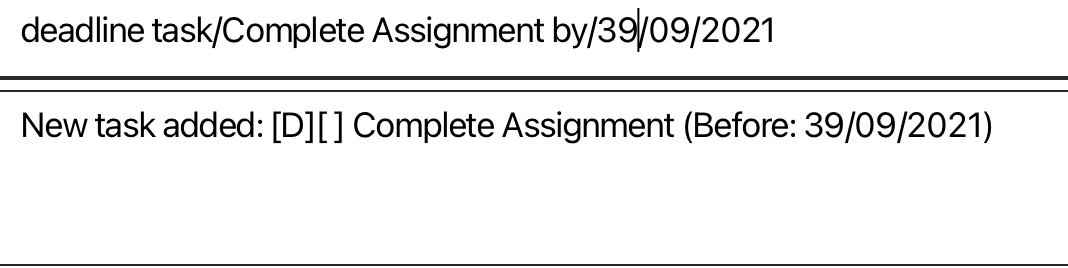 deadline task/Complete Assignment by/39/09/2021
New task added: [D][ ] Complete Assignment (Before: 39/09/2021)